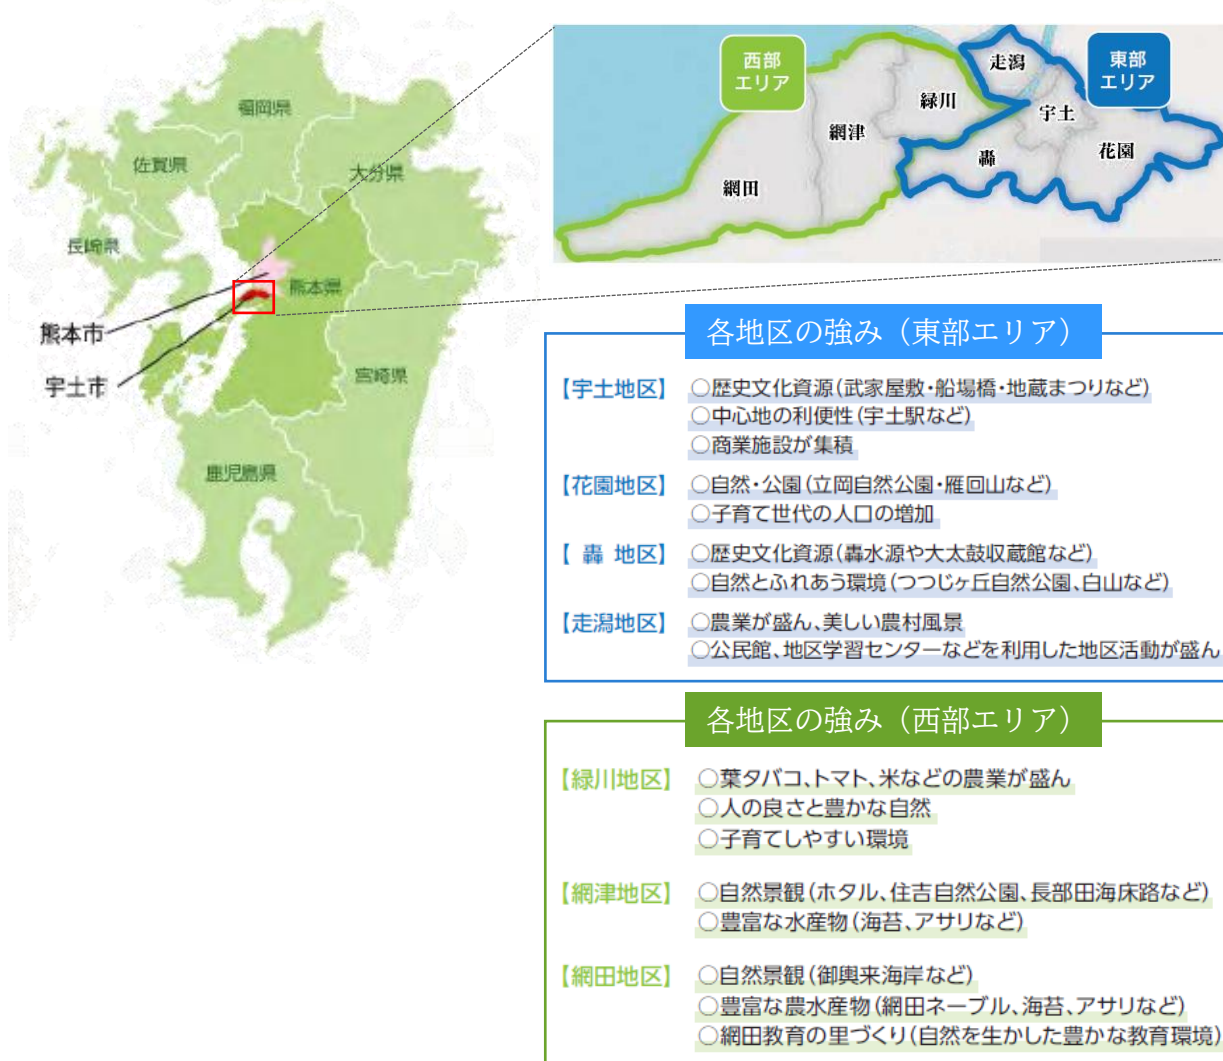 福岡県
佐賀県
大分県
長崎県
熊本県
熊本市
宇土市
宮崎県
鹿児島県
西部
エリア
東部
エリア
走潟
緑川
宇土
網津
轟
花園
網田
各地区の強み（東部エリア）
【宇土地区】 ○歴史文化資源（武家屋敷・船場橋・地蔵まつりなど）
○中心地の利便性（宇土駅など）
○商業施設が集積
【花園地区】 ○自然・公園（立岡自然公園・雁回山など）
○子育て世代の人口の増加
【 轟 地区】 ○歴史文化資源（轟水源や大太鼓収蔵館など）
○自然とふれあう環境（つつじヶ丘自然公園、白山など）
【走潟地区】 ○農業が盛ん、美しい農村風景
○公民館、地区学習センターなどを利用した地区活動が盛ん
各地区の強み（西部エリア）
【緑川地区】 ○葉タバコ、トマト、米などの農業が盛ん
○人の良さと豊かな自然
○子育てしやすい環境
【網津地区】 ○自然景観（ホタル、住吉自然公園、長部田海床路など）
○豊富な水産物（海苔、アサリなど）
【網田地区】 ○自然景観（御輿来海岸など）
○豊富な農水産物（網田ネーブル、海苔、アサリなど）
○網田教育の里づくり（自然を生かした豊かな教育環境）